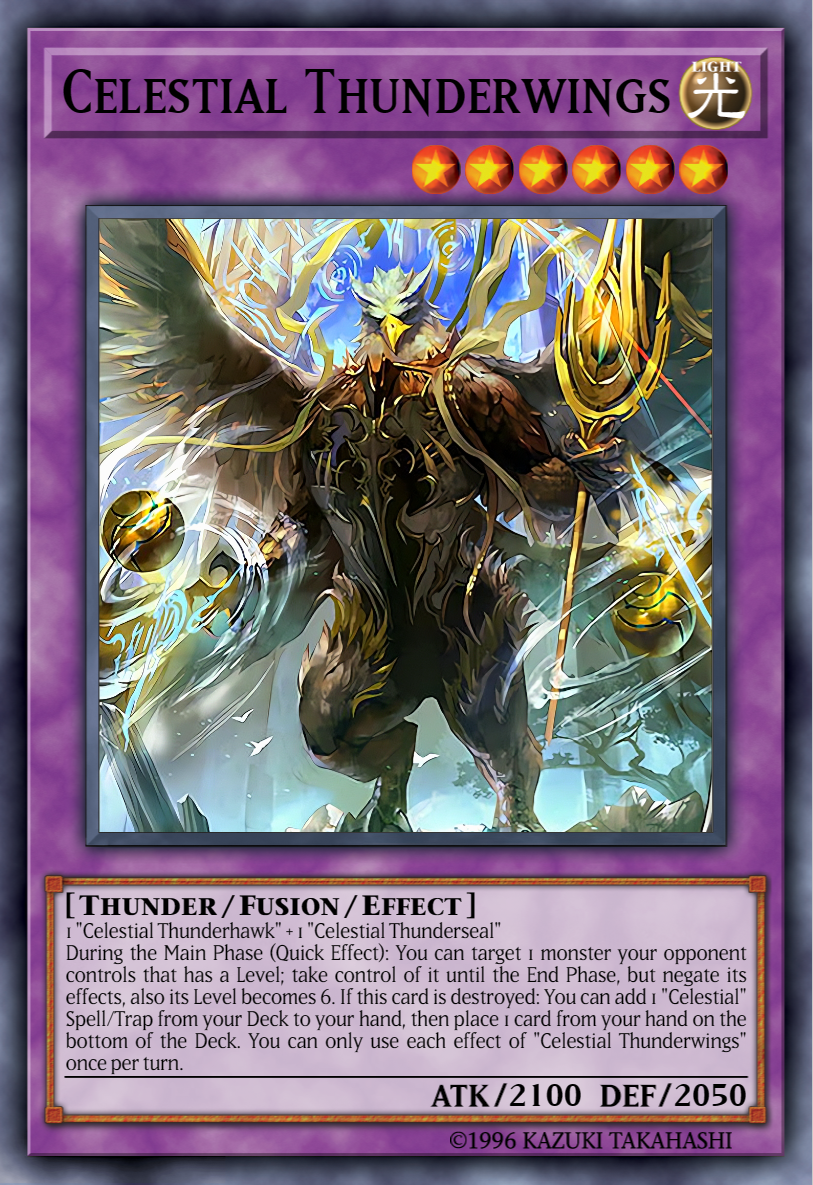 Celestial Thunderwings
LIGHT
光
[Thunder/Fusion/Effect]
1 "Celestial Thunderhawk" + 1 "Celestial Thunderseal"
During the Main Phase (Quick Effect): You can target 1 monster your opponent
controls that has a Level; take control of it until the End Phase, but negate its
effects, also its Level becomes 6. If this card is destroyed: You can add 1 "Celestial"
Spell/Trap from your Deck to your hand, then place 1 card from your hand on the
bottom of the Deck. You can only use each effect of "Celestial Thunderwings"
once per turn.
ATK/2100 DEF/2050
©1996 KAZUKI TAKAHASHI